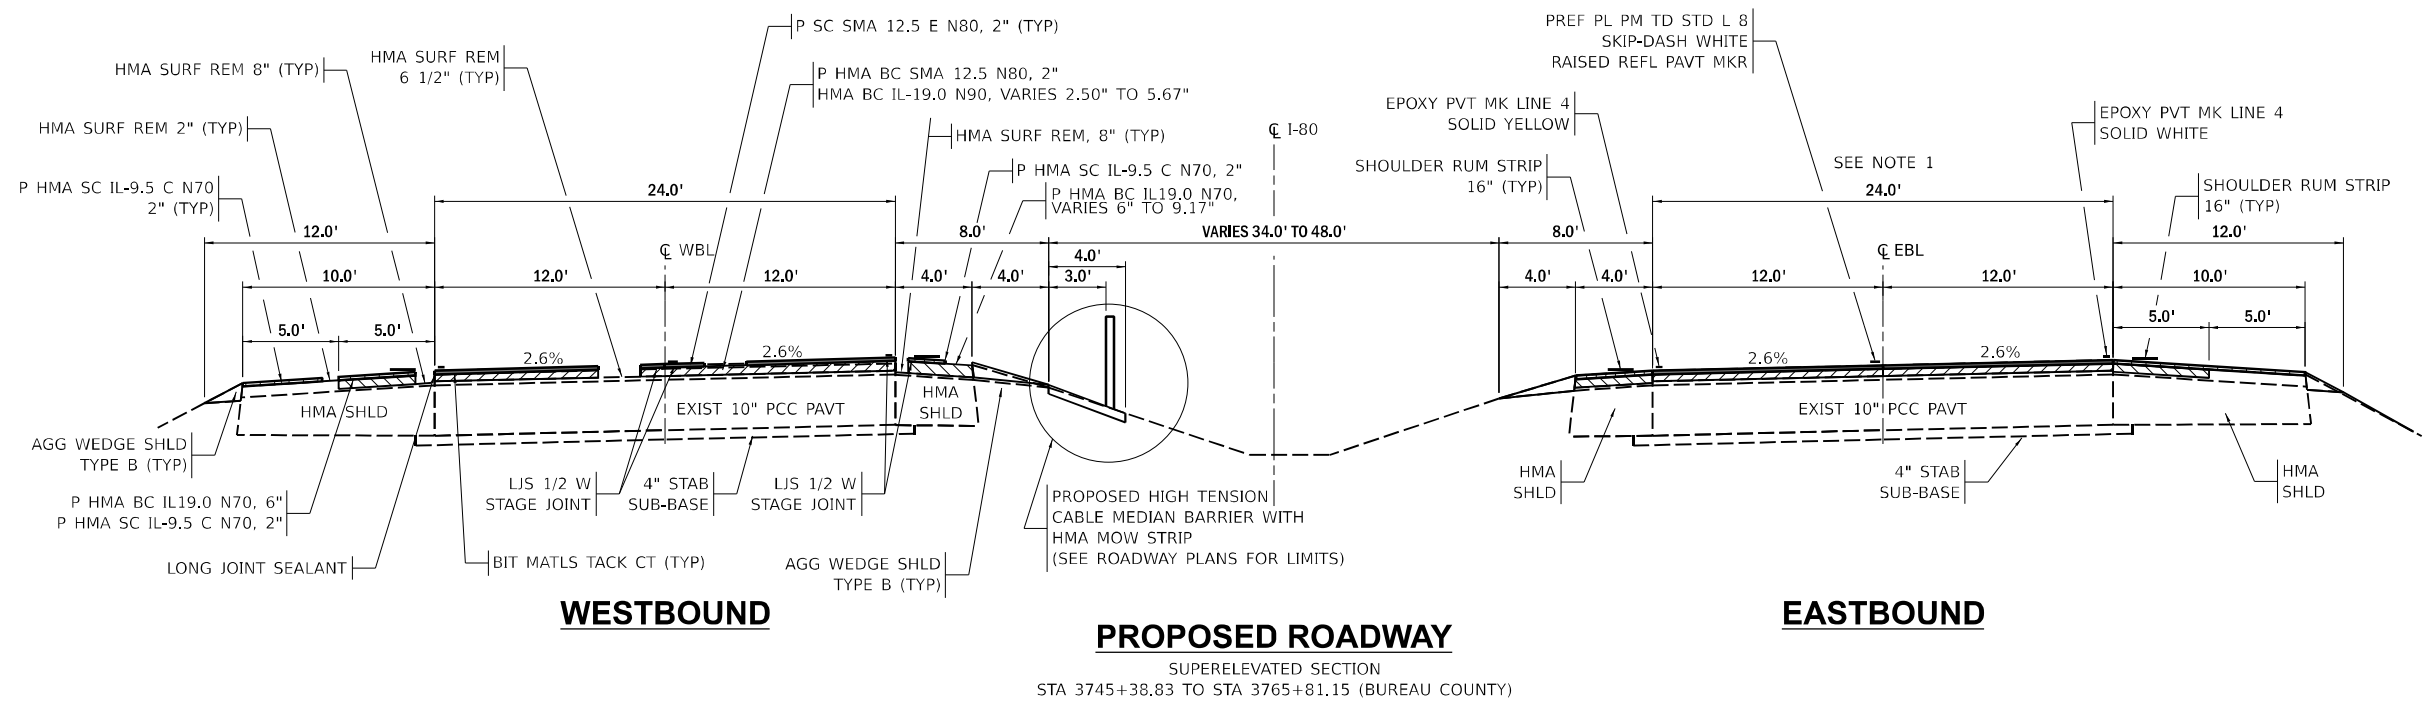 P SC SMA 12.5 E N80, 2" (TYP)
HMA SURF REM
6 1/2" (TYP)
HMA SURF REM 8" (TYP)
P HMA BC SMA 12.5 N80, 2"
HMA BC IL-19.0 N90, VARIES 2.50" TO 5.67"
HMA SURF REM 2" (TYP)
HMA SURF REM, 8" (TYP)
P HMA SC IL-9.5 C N70
2" (TYP)
P HMA SC IL-9.5 C N70, 2"
P HMA BC IL19.0 N70,
VARIES 6" TO 9.17"
℄ I-80
PREF PL PM TD STD L 8
SKIP-DASH WHITE
RAISED REFL PAVT MKR
EPOXY PVT MK LINE 4
SOLID YELLOW
EPOXY PVT MK LINE 4
SOLID WHITE
SHOULDER RUM STRIP
16" (TYP)
SEE NOTE 1
SHOULDER RUM STRIP
16" (TYP)
24.0'
24.0'
12.0'
℄ WBL
8.0'
VARIES 34.0' TO 48.0'
8.0'
℄ EBL
12.0'
10.0'
12.0'
12.0'
4.0'
4.0'
4.0'
3.0'
4.0'
4.0'
12.0'
12.0'
10.0'
5.0'
5.0'
5.0'
5.0'
2.6%
2.6%
2.6%
2.6%
HMA SHLD
EXIST 10" PCC PAVT
HMA
SHLD
EXIST 10" PCC PAVT
AGG WEDGE SHLD
TYPE B (TYP)
P HMA BC IL19.0 N70, 6"
P HMA SC IL-9.5 C N70, 2"
LONG JOINT SEALANT
BIT MATLS TACK CT (TYP)
LJS 1/2 W
STAGE JOINT
4" STAB
SUB-BASE
LJS 1/2 W
STAGE JOINT
AGG WEDGE SHLD
TYPE B (TYP)
PROPOSED HIGH TENSION
CABLE MEDIAN BARRIER WITH
HMA MOW STRIP
(SEE ROADWAY PLANS FOR LIMITS)
HMA
SHLD
4" STAB
SUB-BASE
HMA
SHLD
WESTBOUND
EASTBOUND
PROPOSED ROADWAY
SUPERELEVATED SECTION
STA 3745+38.83 TO STA 3765+81.15 (BUREAU COUNTY)